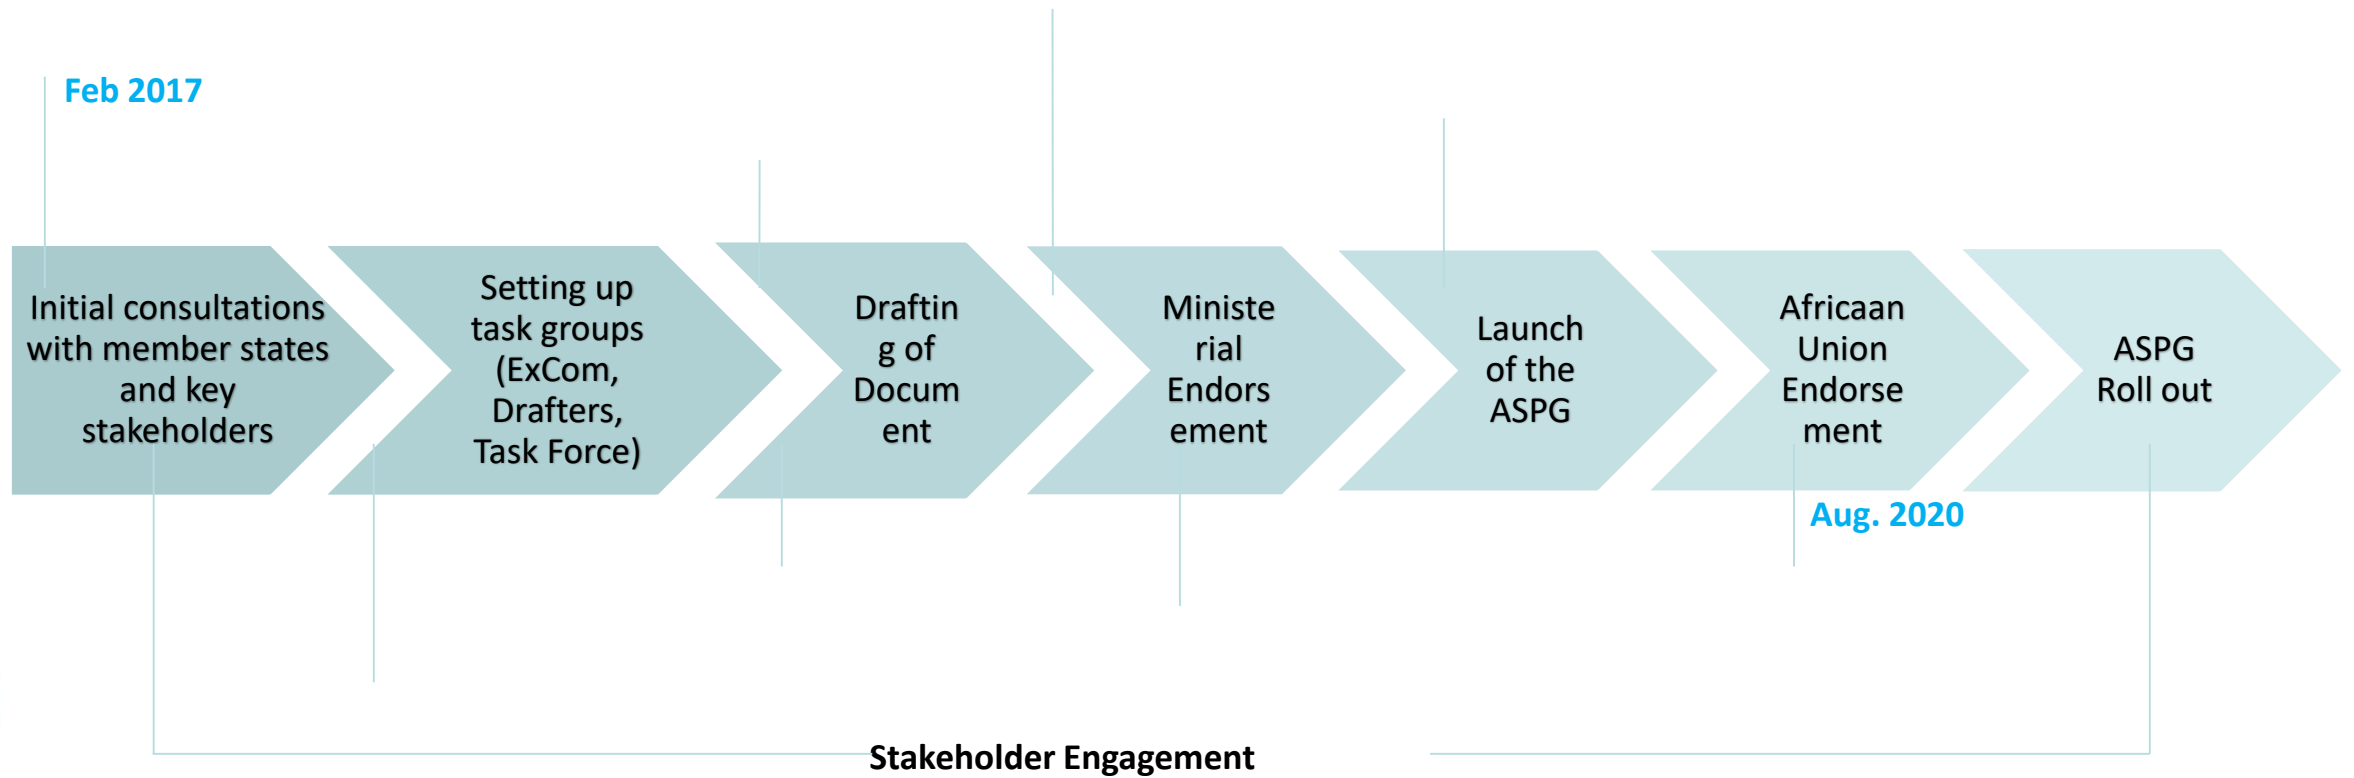 Feb 2017
Initial consultations
with member states
and key
stakeholders
Setting up
task groups
(ExCom,
Drafters,
Task Force)
Draftin
g of
Docum
ent
Ministe
rial
Endors
ement
Launch
of the
ASPG
Africaan
Union
Endorse
ment
ASPG
Roll out
Aug. 2020
Stakeholder Engagement